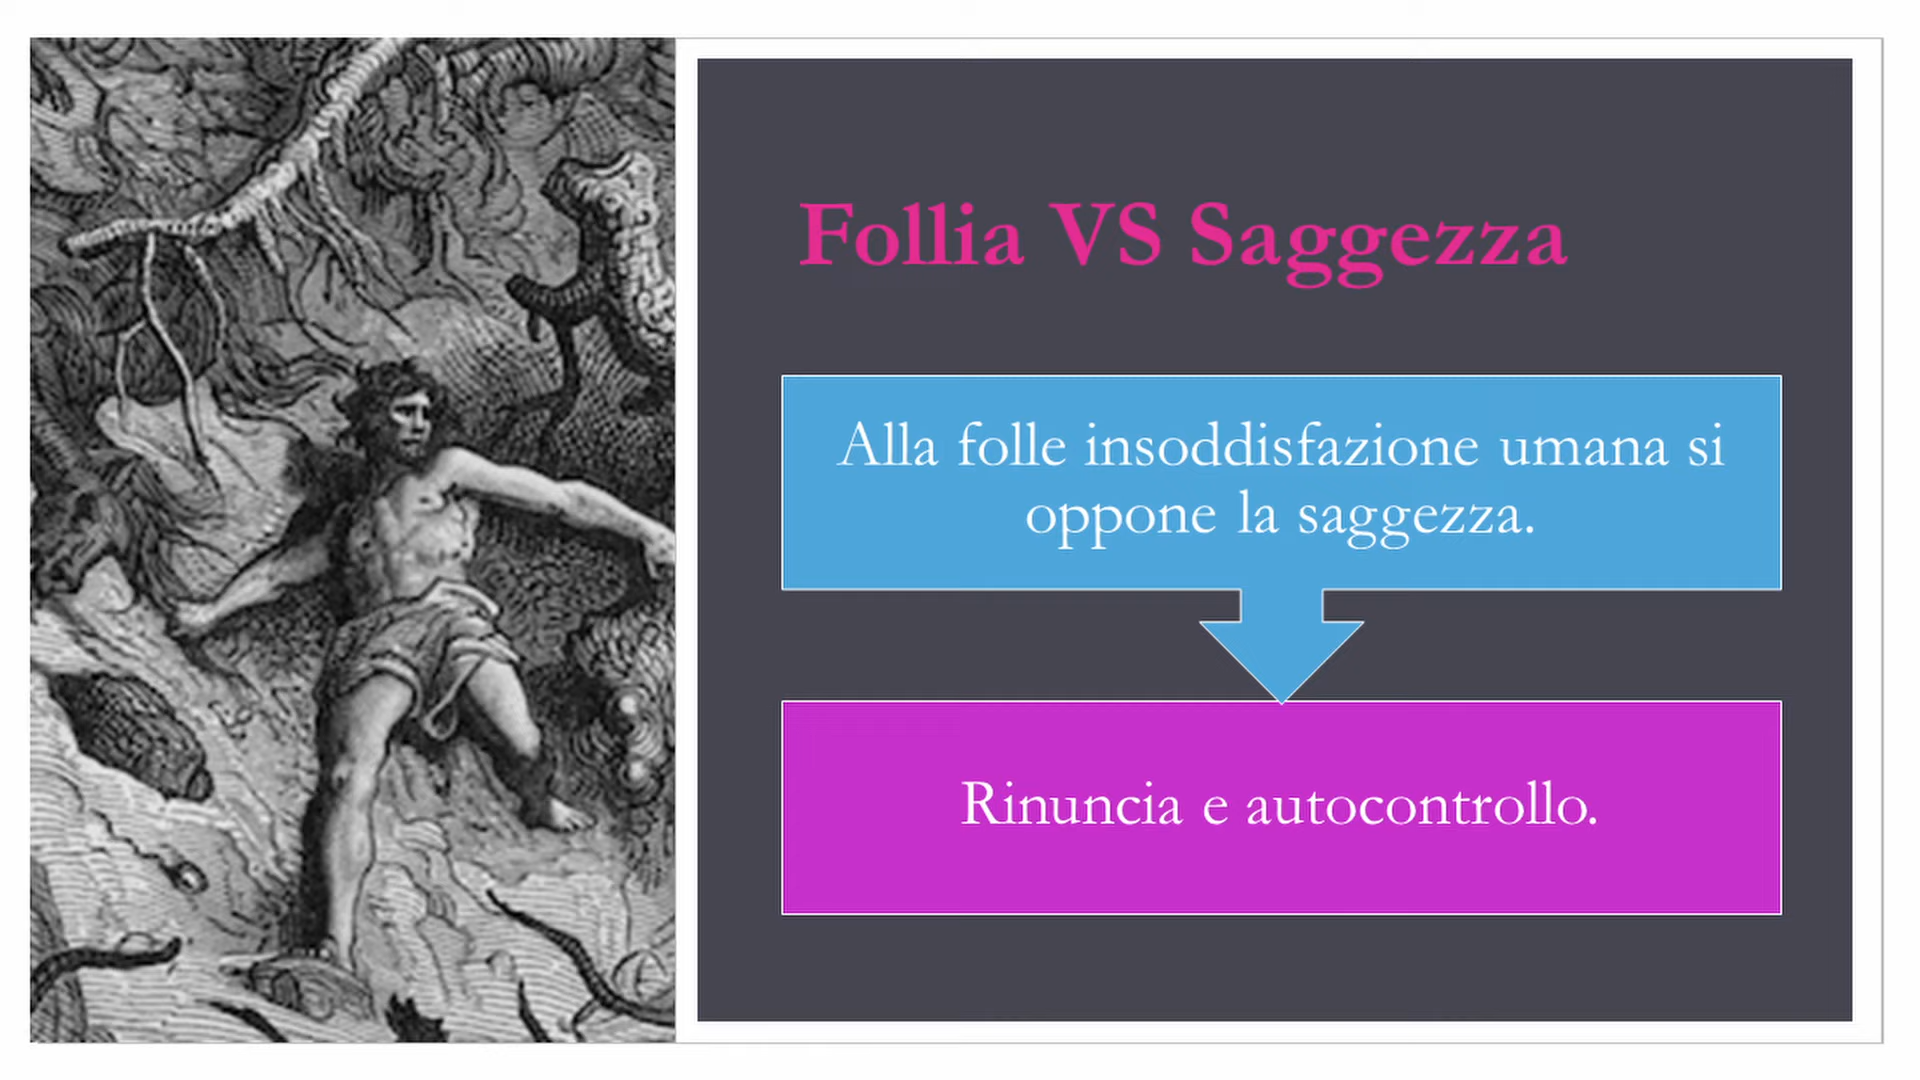 Follia VS Saggezza
Alla folle insoddisfazione umana si
oppone la saggezza.
Rinuncia e autocontrollo.